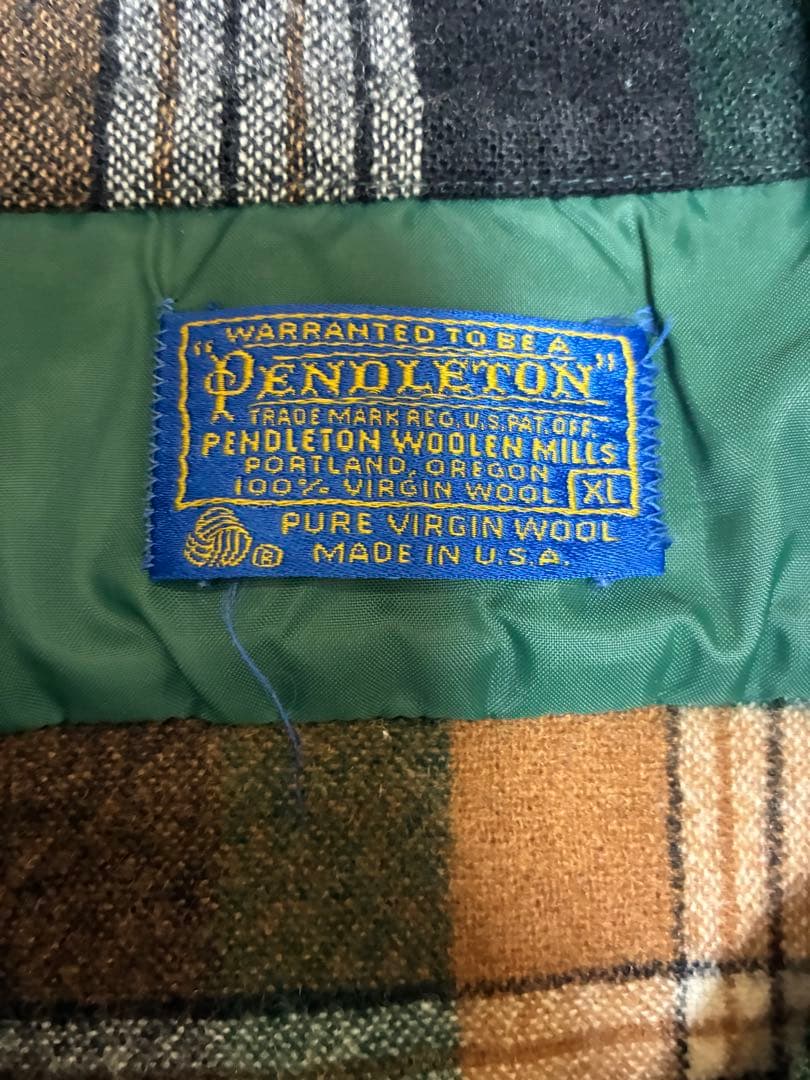 WARRANTED TO BE A
"PENDLETON"
TRADE MARK REG. U.S. PAT. OFF.
PENDLETON WOOLEN MILLS
PORTLAND, OREGON
100% VIRGIN WOOL XL
PURE VIRGIN WOOL
® MADE IN U.S.A.